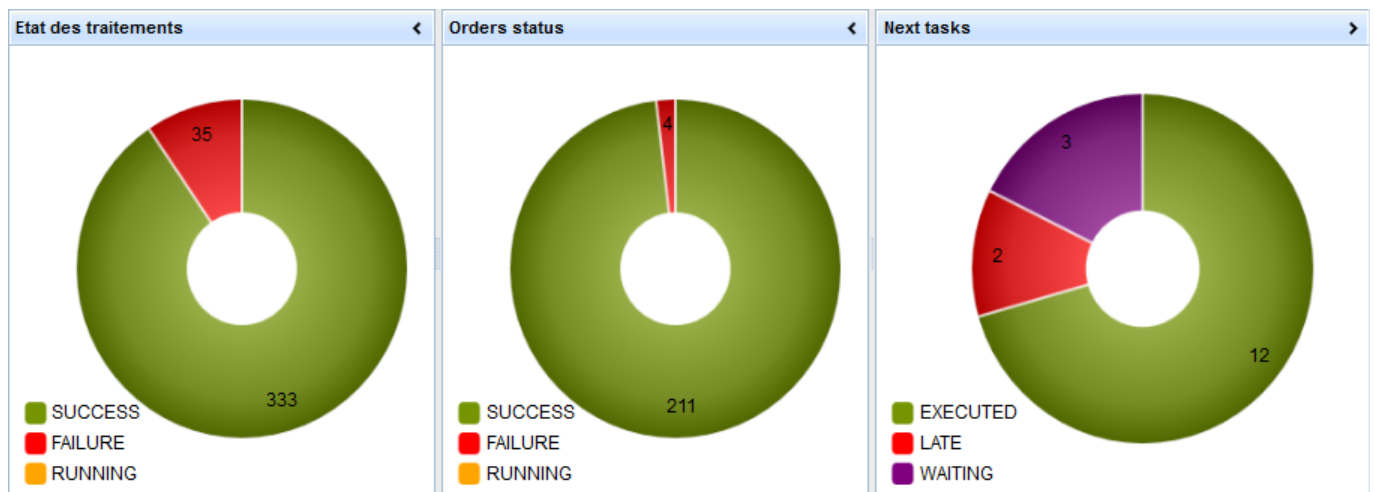 Etat des traitements
35
333
SUCCESS
FAILURE
RUNNING
Orders status
4
211
SUCCESS
FAILURE
RUNNING
Next tasks
3
2
12
EXECUTED
LATE
WAITING